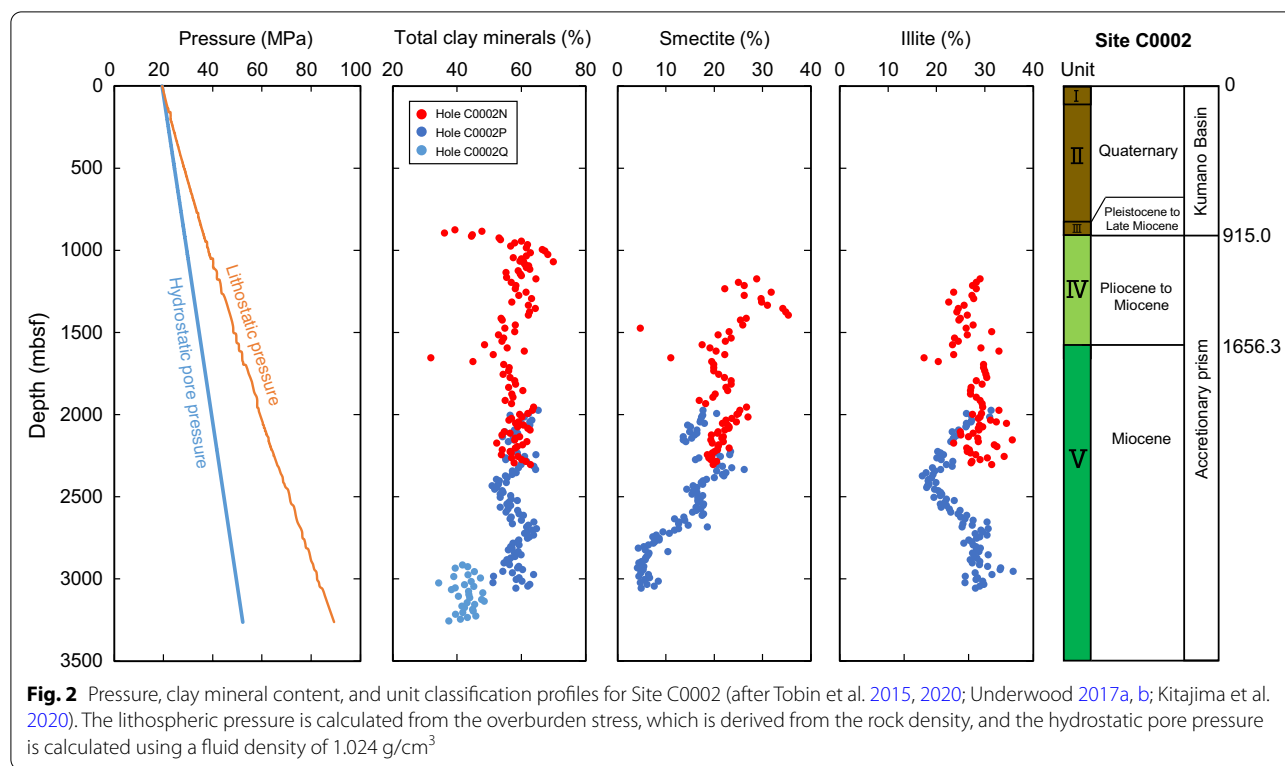 Pressure (MPa) Total clay minerals (%) Smectite (%) Illite (%) Site C0002
0 20 40 60 80 100 20 40 60 80 0 10 20 30 40 0 10 20 30 40 Unit
Depth (mbsf)
0
500
1000
1500
2000
2500
3000
3500
Hydrostatic pore pressure
Lithostatic pressure
Hole C0002N
Hole C0002P
Hole C0002Q
I
II
III
IV
V
Quaternary
Pleistocene to
Late Miocene
Pliocene to
Miocene
Miocene
Kumano Basin
Accretionary prism
0
915.0
1656.3
Fig. 2 Pressure, clay mineral content, and unit classification profiles for Site C0002 (after Tobin et al. 2015, 2020; Underwood 2017a, b; Kitajima et al.
2020). The lithospheric pressure is calculated from the overburden stress, which is derived from the rock density, and the hydrostatic pore pressure
is calculated using a fluid density of 1.024 g/cm³